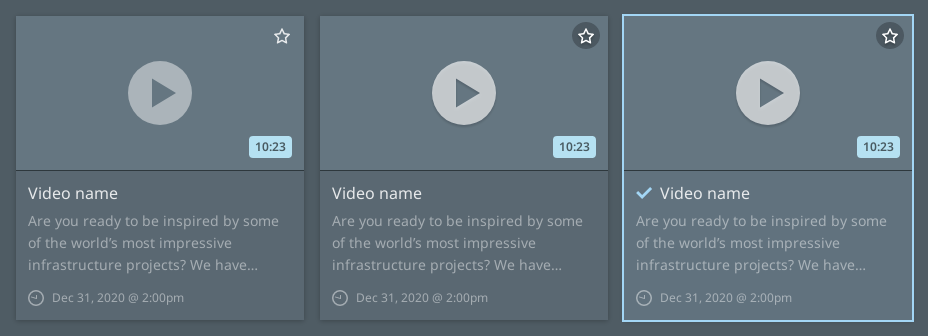 10:23
Video name
Are you ready to be inspired by some
of the world’s most impressive
infrastructure projects? We have...
Dec 31, 2020 @ 2:00pm
10:23
Video name
Are you ready to be inspired by some
of the world’s most impressive
infrastructure projects? We have...
Dec 31, 2020 @ 2:00pm
10:23
Video name
Are you ready to be inspired by some
of the world’s most impressive
infrastructure projects? We have...
Dec 31, 2020 @ 2:00pm